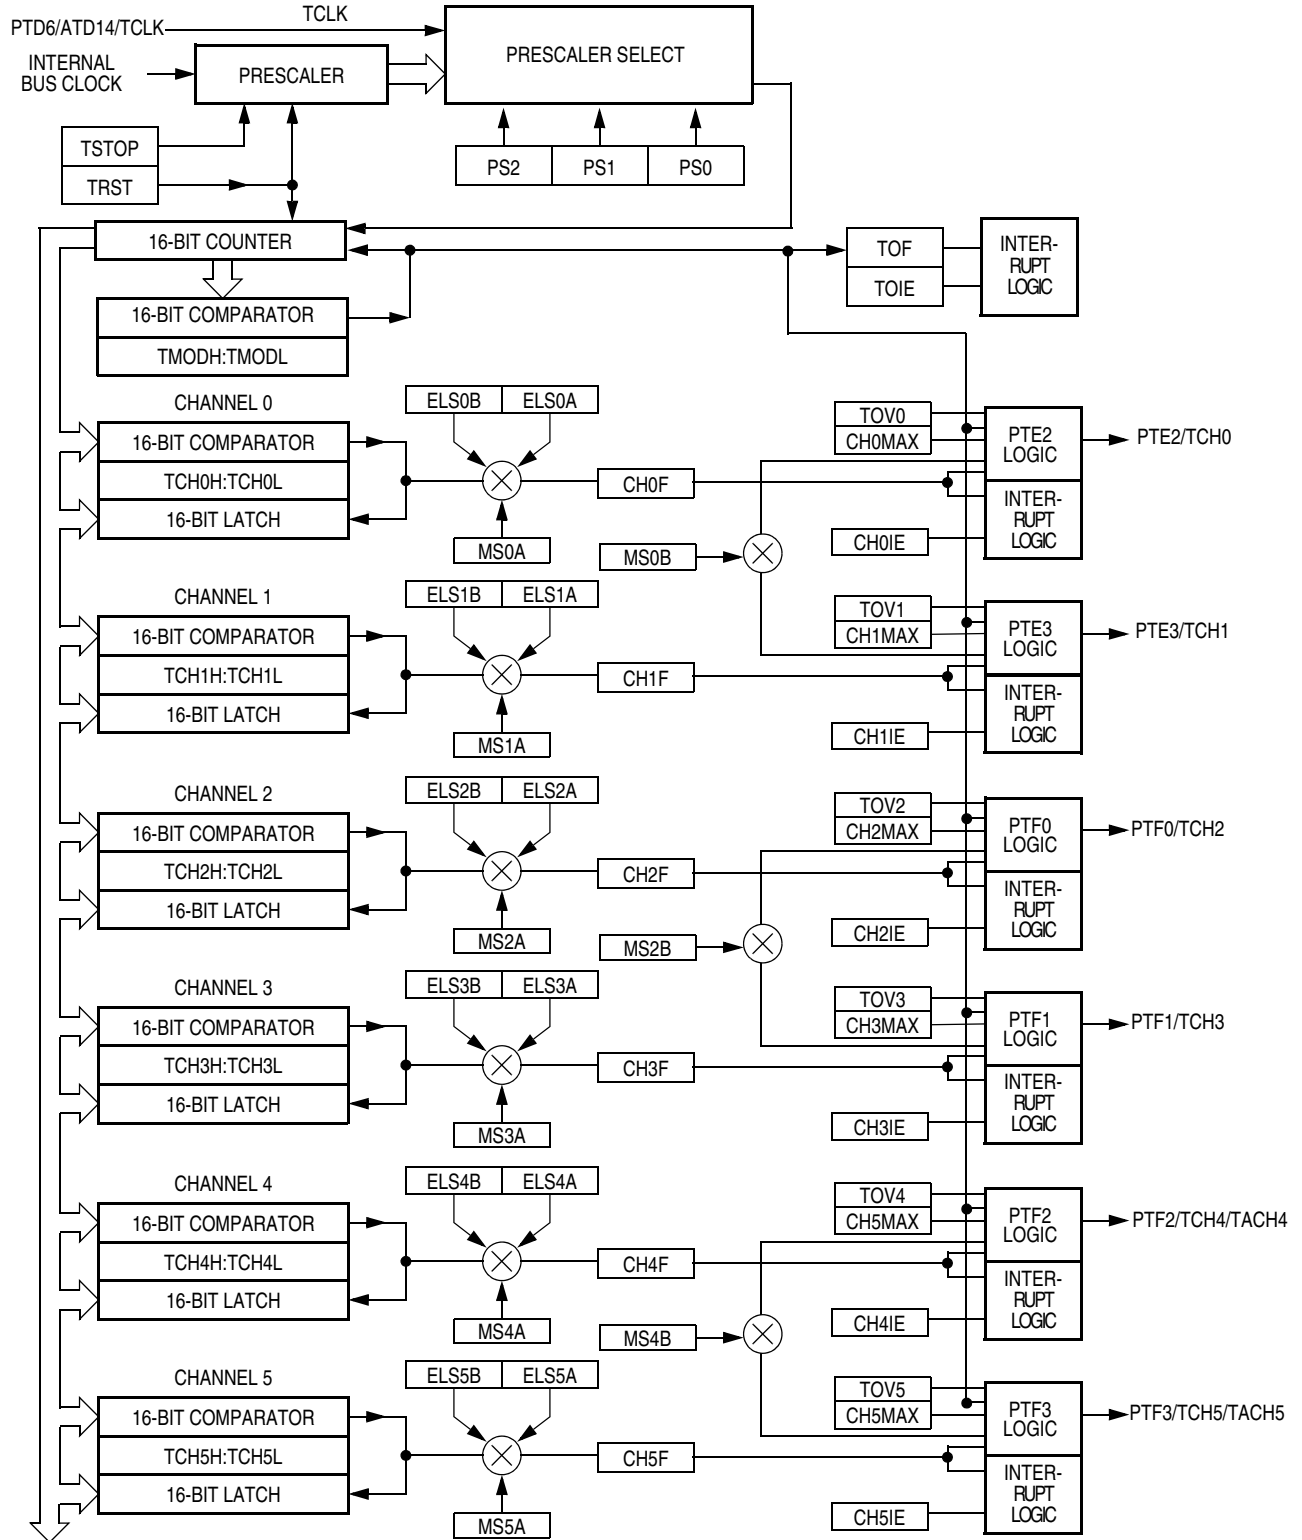 TCLK
PTD6/ATD14/TCLK
PRESCALER SELECT
INTERNAL
BUS CLOCK
PRESCALER
TSTOP
TRST
PS2
PS1
PS0
16-BIT COUNTER
TOF
TOIE
INTER-
RUPT
LOGIC
16-BIT COMPARATOR
TMODH:TMODL
CHANNEL 0
ELS0B
ELS0A
TOV0
CH0MAX
16-BIT COMPARATOR
TCH0H:TCH0L
16-BIT LATCH
CH0F
PTE2
LOGIC
PTE2/TCH0
INTER-
RUPT
LOGIC
MS0A
MS0B
CH0IE
CHANNEL 1
ELS1B
ELS1A
TOV1
CH1MAX
16-BIT COMPARATOR
TCH1H:TCH1L
16-BIT LATCH
CH1F
PTE3
LOGIC
PTE3/TCH1
INTER-
RUPT
LOGIC
MS1A
CH1IE
CHANNEL 2
ELS2B
ELS2A
TOV2
CH2MAX
16-BIT COMPARATOR
TCH2H:TCH2L
16-BIT LATCH
CH2F
PTF0
LOGIC
PTF0/TCH2
INTER-
RUPT
LOGIC
MS2A
MS2B
CH2IE
CHANNEL 3
ELS3B
ELS3A
TOV3
CH3MAX
16-BIT COMPARATOR
TCH3H:TCH3L
16-BIT LATCH
CH3F
PTF1
LOGIC
PTF1/TCH3
INTER-
RUPT
LOGIC
MS3A
CH3IE
CHANNEL 4
ELS4B
ELS4A
TOV4
CH5MAX
16-BIT COMPARATOR
TCH4H:TCH4L
16-BIT LATCH
CH4F
PTF2
LOGIC
PTF2/TCH4/TACH4
INTER-
RUPT
LOGIC
MS4A
MS4B
CH4IE
CHANNEL 5
ELS5B
ELS5A
TOV5
CH5MAX
16-BIT COMPARATOR
TCH5H:TCH5L
16-BIT LATCH
CH5F
PTF3
LOGIC
PTF3/TCH5/TACH5
INTER-
RUPT
LOGIC
MS5A
CH5IE